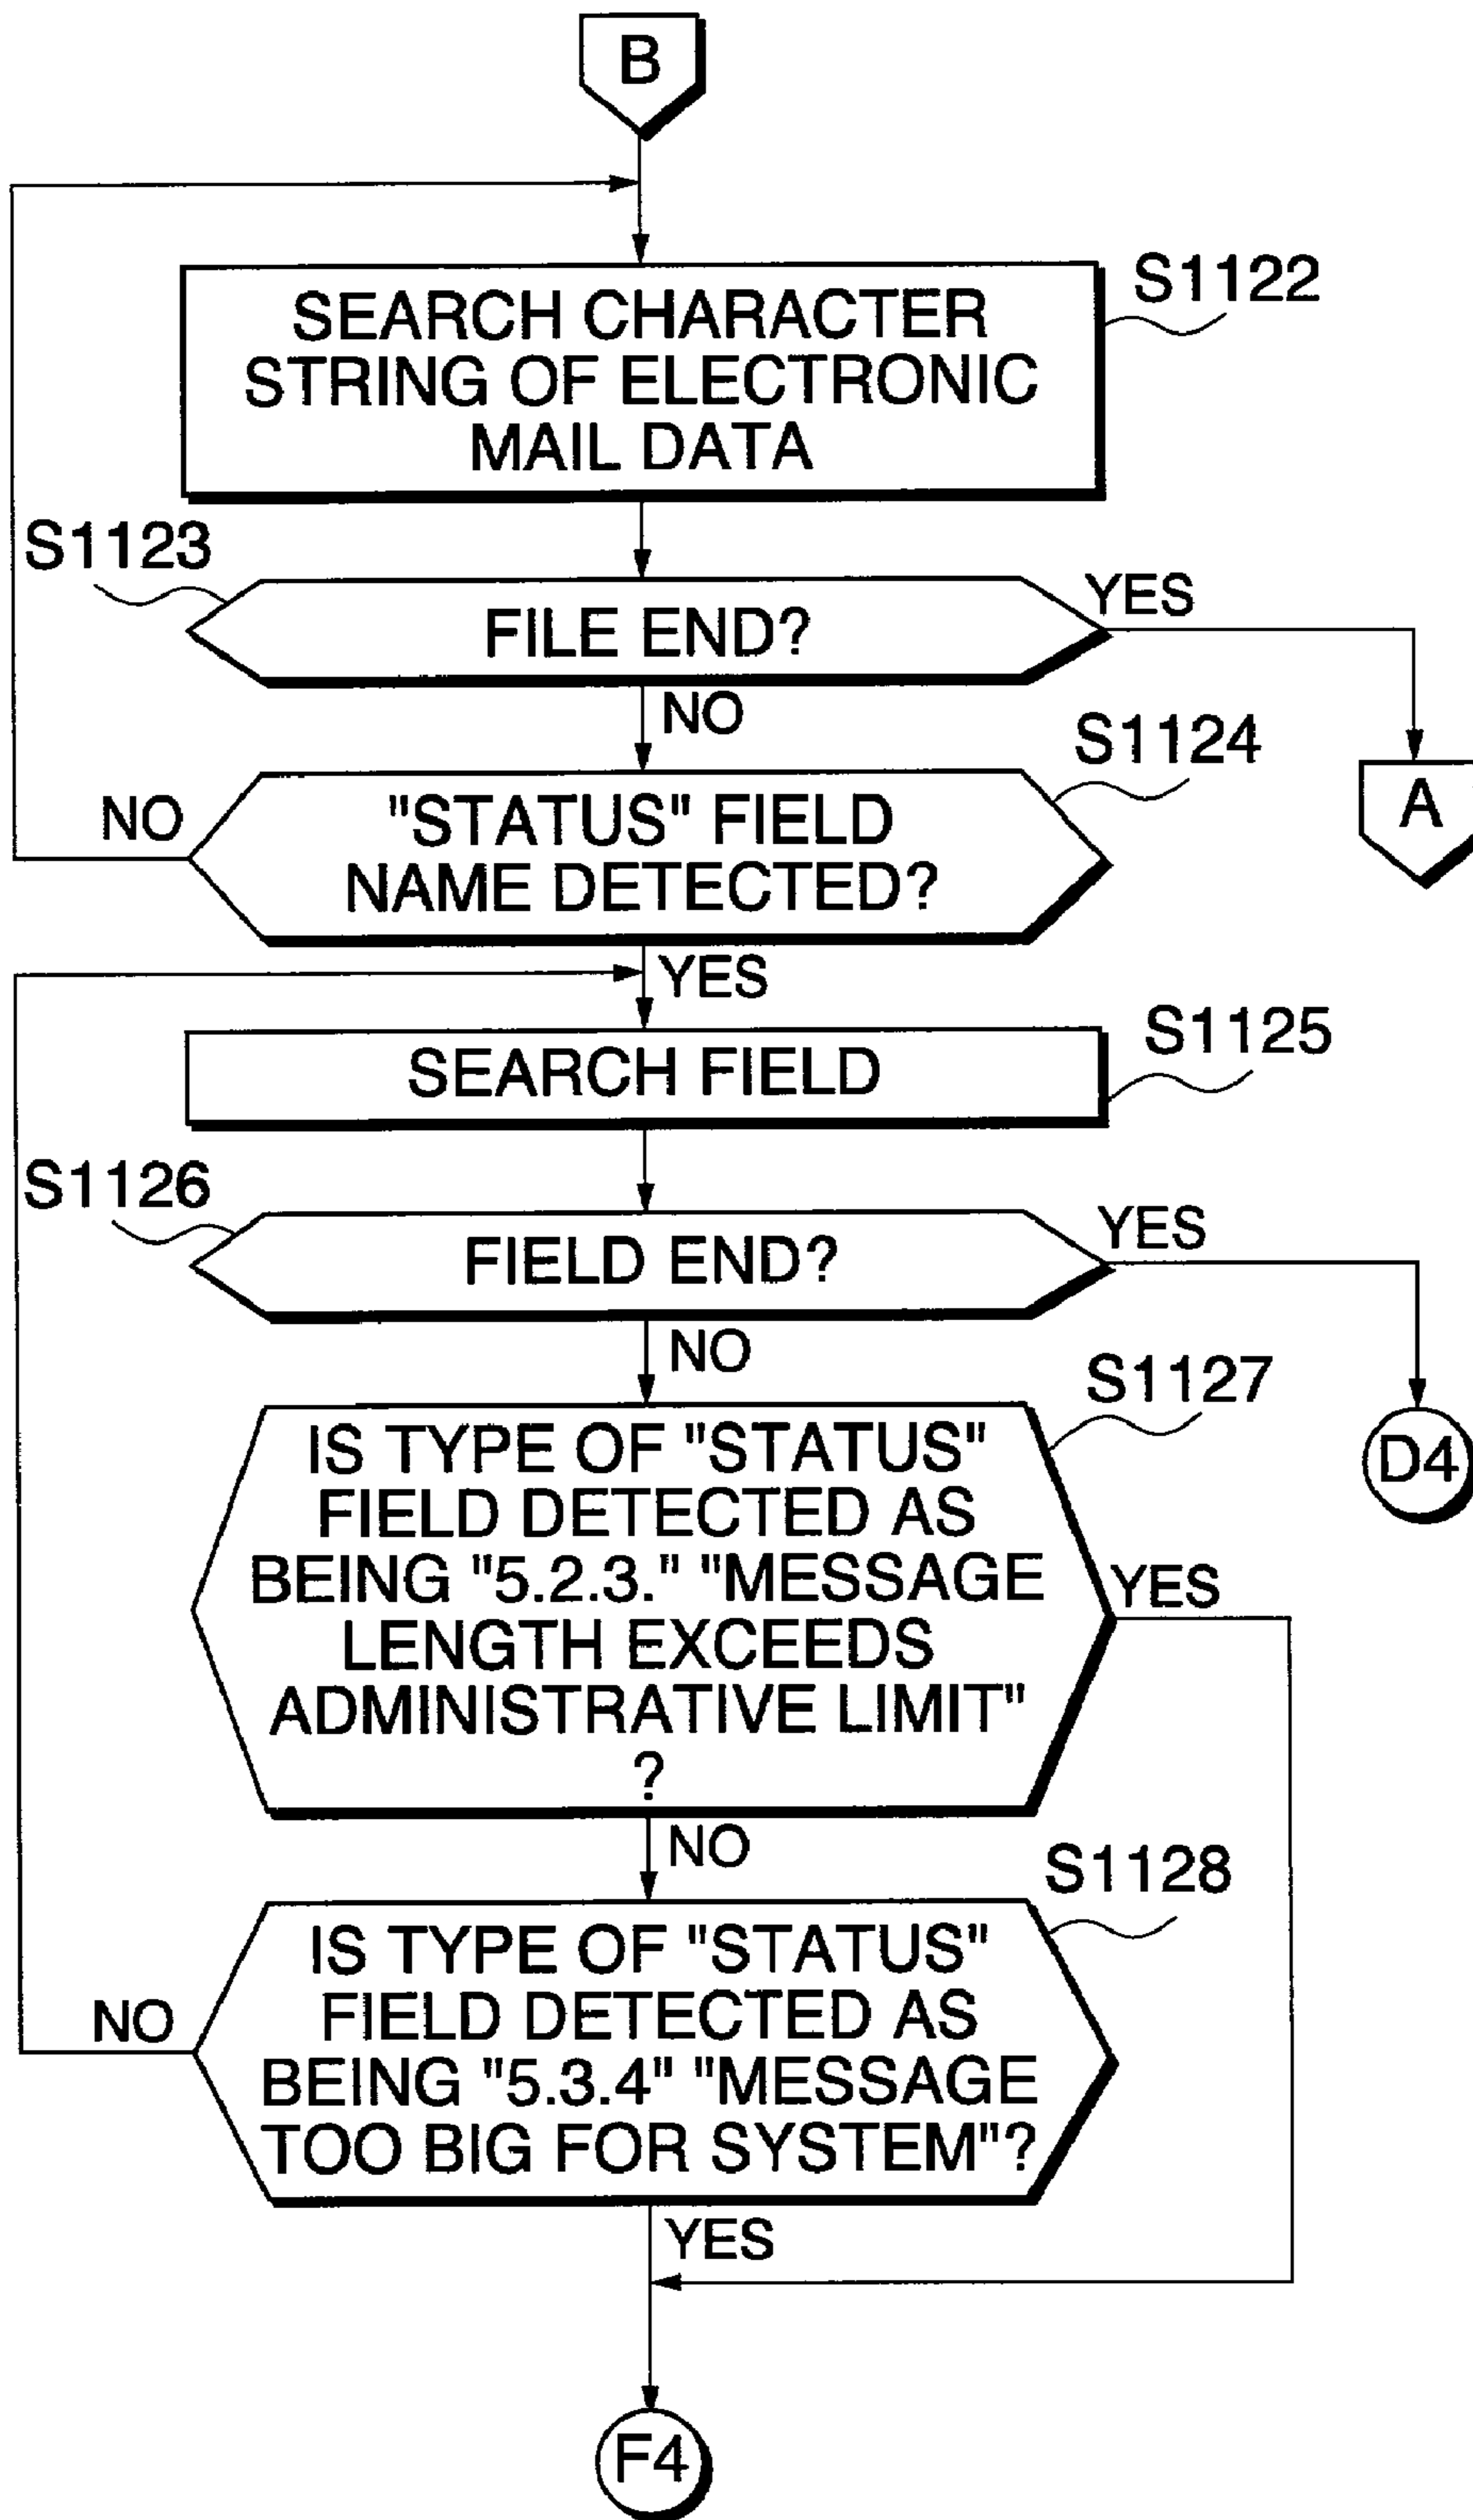 B
S1122
SEARCH CHARACTER
STRING OF ELECTRONIC
MAIL DATA
S1123
FILE END?
YES
NO
S1124
A
NO
"STATUS" FIELD
NAME DETECTED?
YES
S1125
SEARCH FIELD
S1126
FIELD END?
YES
NO
S1127
D4
IS TYPE OF "STATUS"
FIELD DETECTED AS
BEING "5.2.3." "MESSAGE
LENGTH EXCEEDS
ADMINISTRATIVE LIMIT"
?
YES
NO
S1128
IS TYPE OF "STATUS"
FIELD DETECTED AS
BEING "5.3.4" "MESSAGE
TOO BIG FOR SYSTEM"?
NO
YES
F4